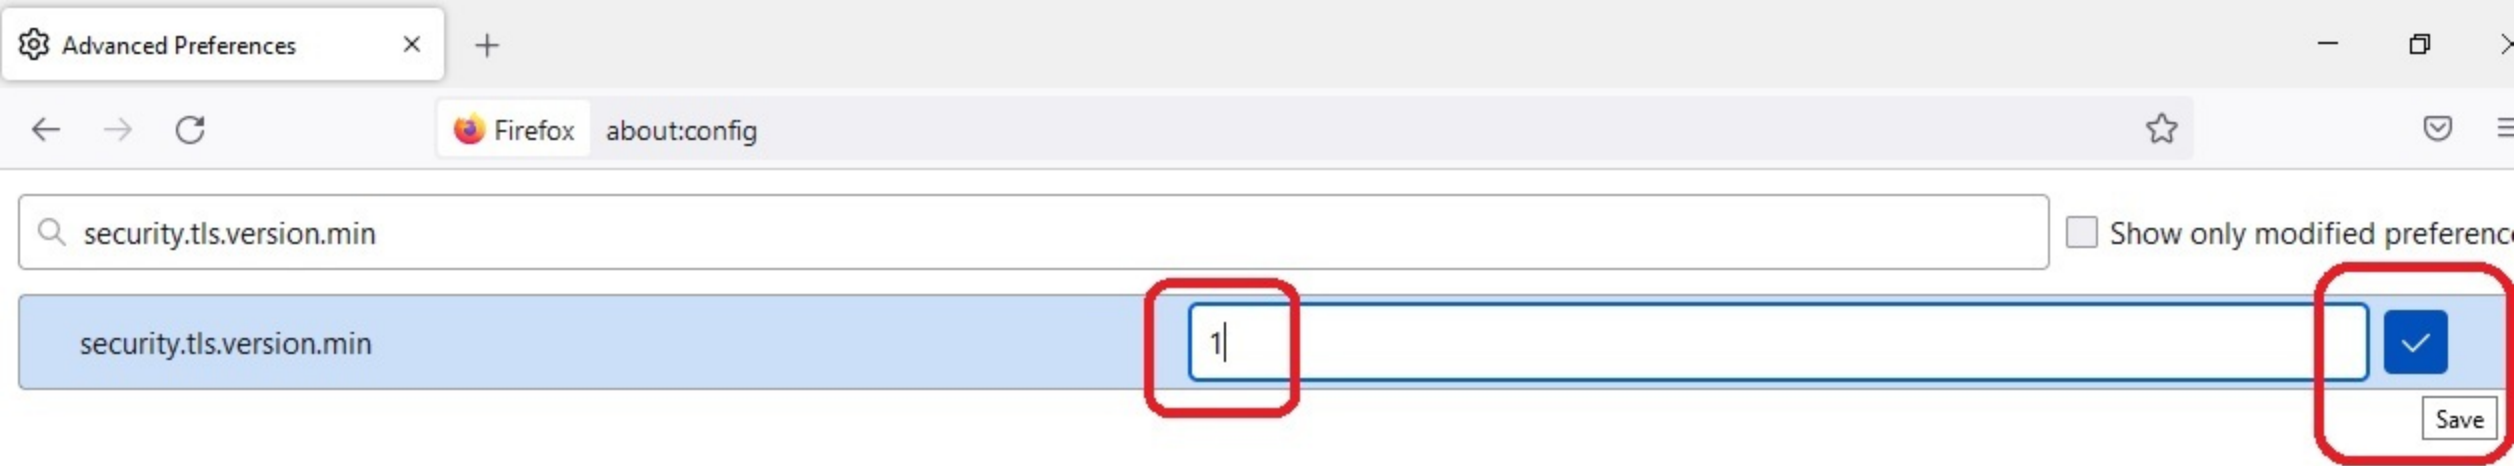 Advanced Preferences
Firefox about:config
security.tls.version.min
Show only modified preferenc
security.tls.version.min 1
Save